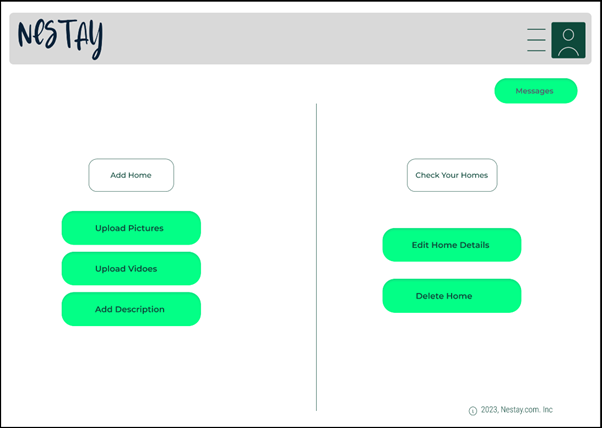 NESTAY
Messages
Add Home
Upload Pictures
Upload Vidoes
Add Description
Check Your Homes
Edit Home Details
Delete Home
2023, Nestay.com. Inc